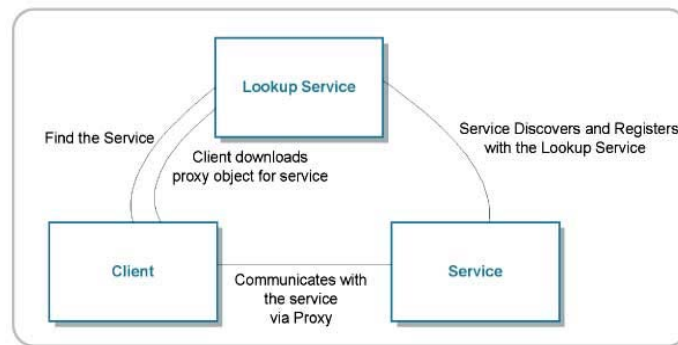 Lookup Service
Find the Service
Client downloads
proxy object for service
Service Discovers and Registers
with the Lookup Service
Client
Communicates with
the service
via Proxy
Service